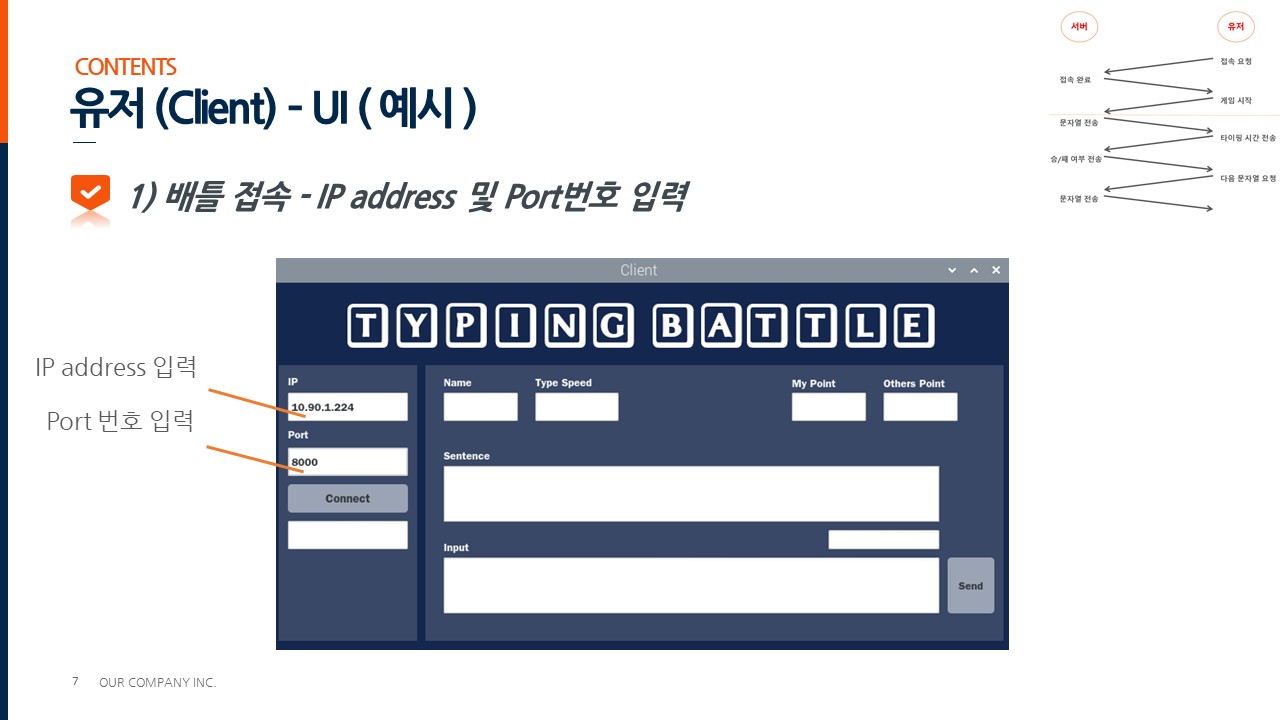 서버
유저
접속 요청
접속 완료
게임 시작
문자열 전송
타이핑 시간 전송
승/패 여부 전송
다음 문자열 요청
문자열 전송
CONTENTS
유저 (Client) - UI ( 예시 )
1) 배틀 접속 - IP address 및 Port번호 입력
Client
TYPING BATTLE
IP address 입력
Port 번호 입력
IP
10.90.1.224
Port
8000
Connect
Name
Type Speed
My Point
Others Point
Sentence
Input
Send
7 OUR COMPANY INC.